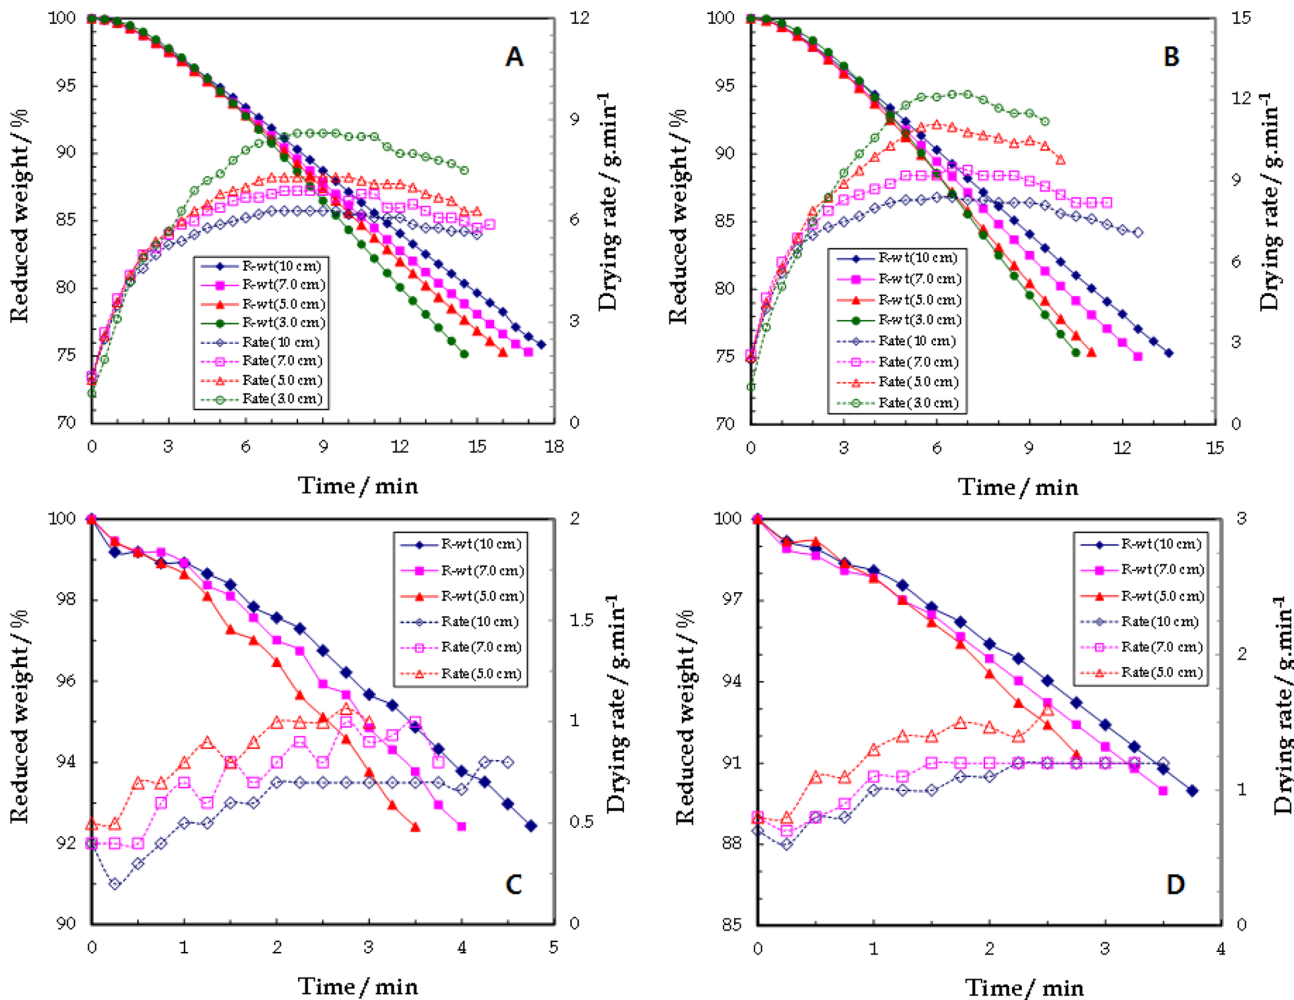 100
95
90
85
80
75
70
Reduced weight / %
12
9
6
3
0
Drying rate / g.min⁻¹
A
R-wt(10 cm)
R-wt(7.0 cm)
R-wt(5.0 cm)
R-wt(3.0 cm)
Rate(10 cm)
Rate(7.0 cm)
Rate(5.0 cm)
Rate(3.0 cm)
0 3 6 9 12 15 18
Time / min
100
95
90
85
80
75
70
Reduced weight / %
15
12
9
6
3
0
Drying rate / g.min⁻¹
B
R-wt(10 cm)
R-wt(7.0 cm)
R-wt(5.0 cm)
R-wt(3.0 cm)
Rate(10 cm)
Rate(7.0 cm)
Rate(5.0 cm)
Rate(3.0 cm)
0 3 6 9 12 15
Time / min
100
98
96
94
92
90
Reduced weight / %
2
1.5
1
0.5
0
Drying rate / g.min⁻¹
R-wt(10 cm)
R-wt(7.0 cm)
R-wt(5.0 cm)
Rate(10 cm)
Rate(7.0 cm)
Rate(5.0 cm)
C
0 1 2 3 4 5
Time / min
100
97
94
91
88
85
Reduced weight / %
3
2
1
0
Drying rate / g.min⁻¹
R-wt(10 cm)
R-wt(7.0 cm)
R-wt(5.0 cm)
Rate(10 cm)
Rate(7.0 cm)
Rate(5.0 cm)
D
0 1 2 3 4
Time / min